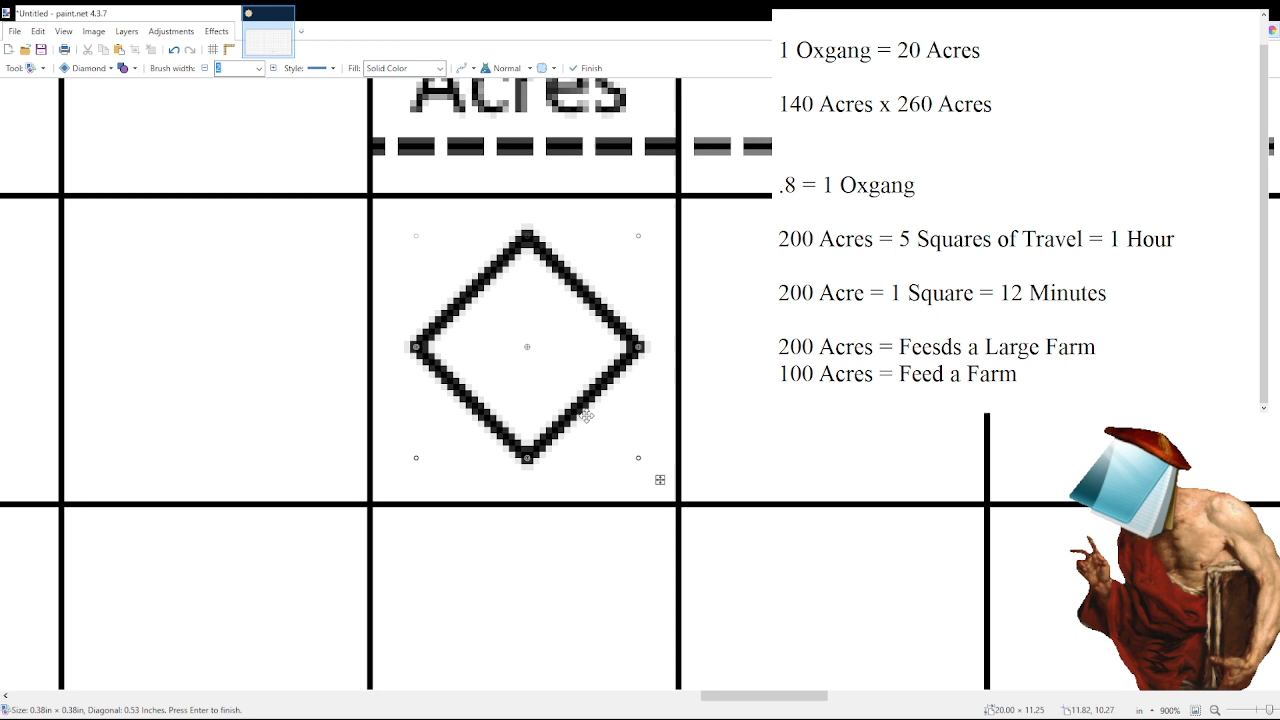 *Untitled - paint.net 4.3.7
File Edit View Image Layers Adjustments Effects
Tool: Diamond Brush width: 2 Style: Fill: Solid Color Normal Finish
Acres
1 Oxgang = 20 Acres
140 Acres x 260 Acres
.8 = 1 Oxgang
200 Acres = 5 Squares of Travel = 1 Hour
200 Acre = 1 Square = 12 Minutes
200 Acres = Feesds a Large Farm
100 Acres = Feed a Farm
Size: 0.38in × 0.38in, Diagonal: 0.53 Inches. Press Enter to finish. 20.00 × 11.25 11.82, 10.27 in 900%